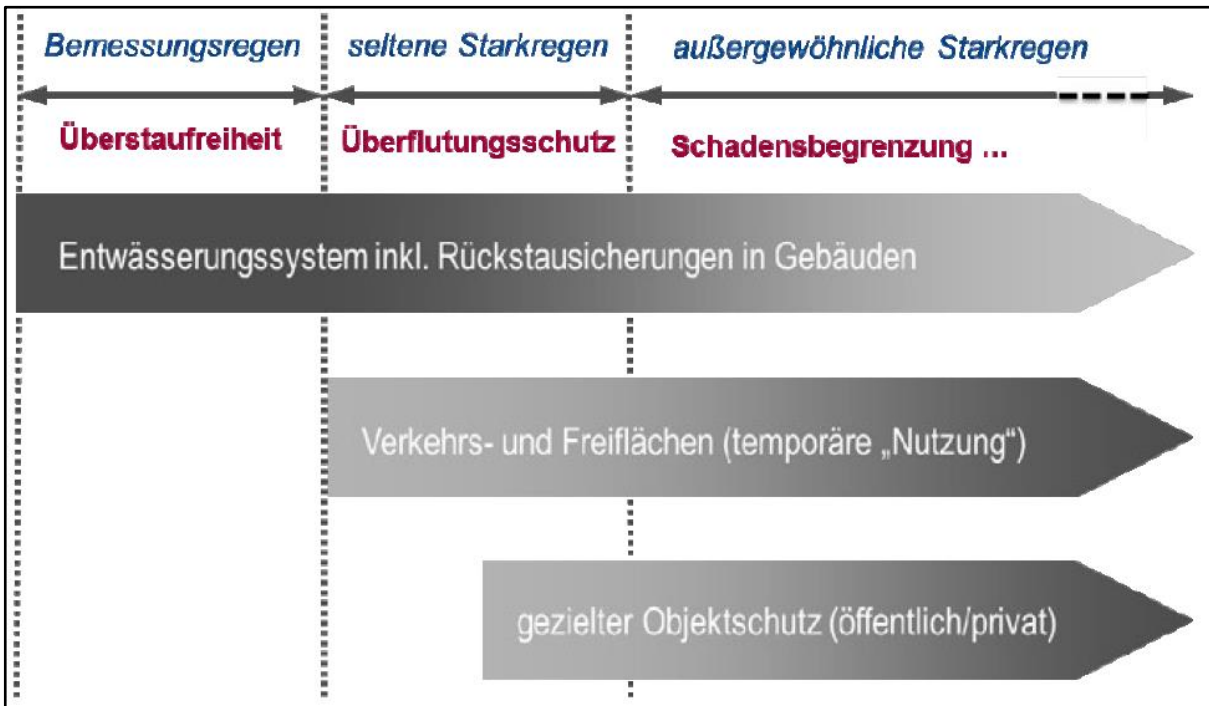 Bemessungsregen seltene Starkregen außergewöhnliche Starkregen
Überstaufreiheit Überflutungsschutz Schadensbegrenzung ...
Entwässerungssystem inkl. Rückstausicherungen in Gebäuden
Verkehrs- und Freiflächen (temporäre „Nutzung“)
gezielter Objektschutz (öffentlich/privat)